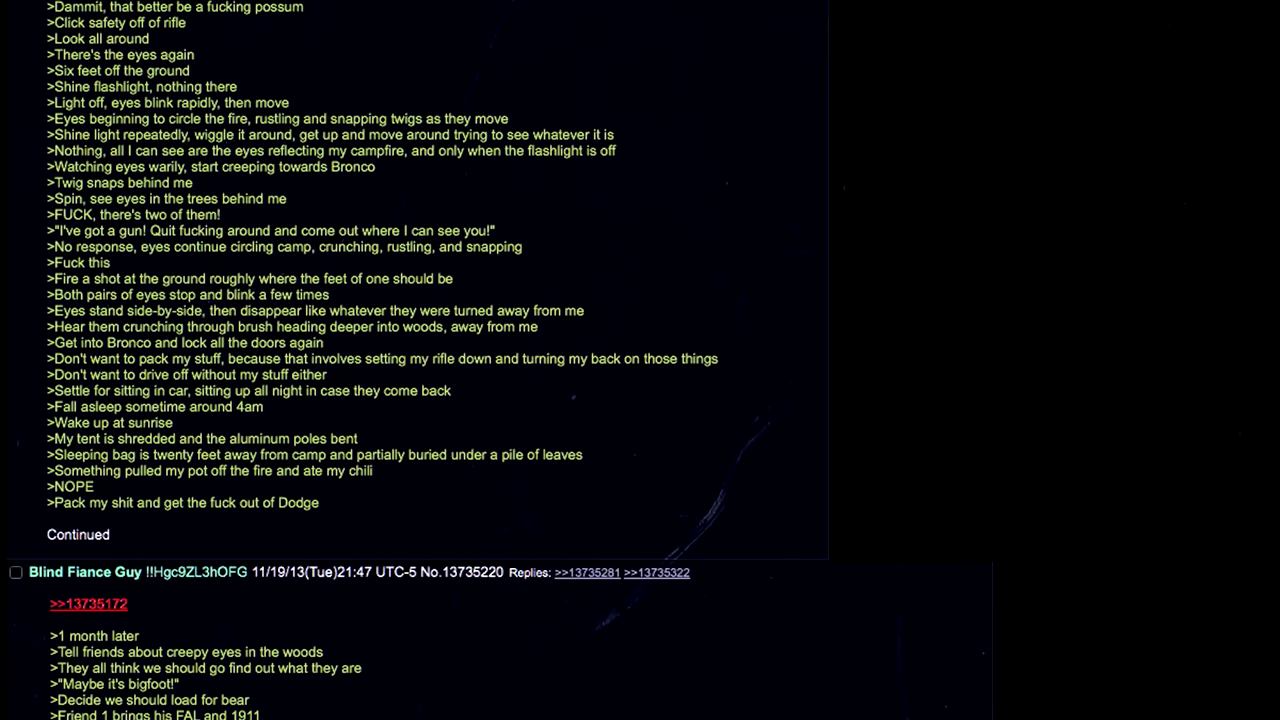 >Dammit, that better be a fucking possum
>Click safety off of rifle
>Look all around
>There's the eyes again
>Six feet off the ground
>Shine flashlight, nothing there
>Light off, eyes blink rapidly, then move
>Eyes beginning to circle the fire, rustling and snapping twigs as they move
>Shine light repeatedly, wiggle it around, get up and move around trying to see whatever it is
>Nothing, all I can see are the eyes reflecting my campfire, and only when the flashlight is off
>Watching eyes warily, start creeping towards Bronco
>Twig snaps behind me
>Spin, see eyes in the trees behind me
>FUCK, there's two of them!
>"I've got a gun! Quit fucking around and come out where I can see you!"
>No response, eyes continue circling camp, crunching, rustling, and snapping
>Fuck this
>Fire a shot at the ground roughly where the feet of one should be
>Both pairs of eyes stop and blink a few times
>Eyes stand side-by-side, then disappear like whatever they were turned away from me
>Hear them crunching through brush heading deeper into woods, away from me
>Get into Bronco and lock all the doors again
>Don't want to pack my stuff, because that involves setting my rifle down and turning my back on those things
>Don't want to drive off without my stuff either
>Settle for sitting in car, sitting up all night in case they come back
>Fall asleep sometime around 4am
>Wake up at sunrise
>My tent is shredded and the aluminum poles bent
>Sleeping bag is twenty feet away from camp and partially buried under a pile of leaves
>Something pulled my pot off the fire and ate my chili
>NOPE
>Pack my shit and get the fuck out of Dodge
Continued
Blind Fiance Guy !!Hgc9ZL3hOFG 11/19/13(Tue)21:47 UTC-5 No.13735220 Replies: >>13735281 >>13735322
>>13735172
>1 month later
>Tell friends about creepy eyes in the woods
>They all think we should go find out what they are
>"Maybe it's bigfoot!"
>Decide we should load for bear
>Friend 1 brings his FAL and 1911